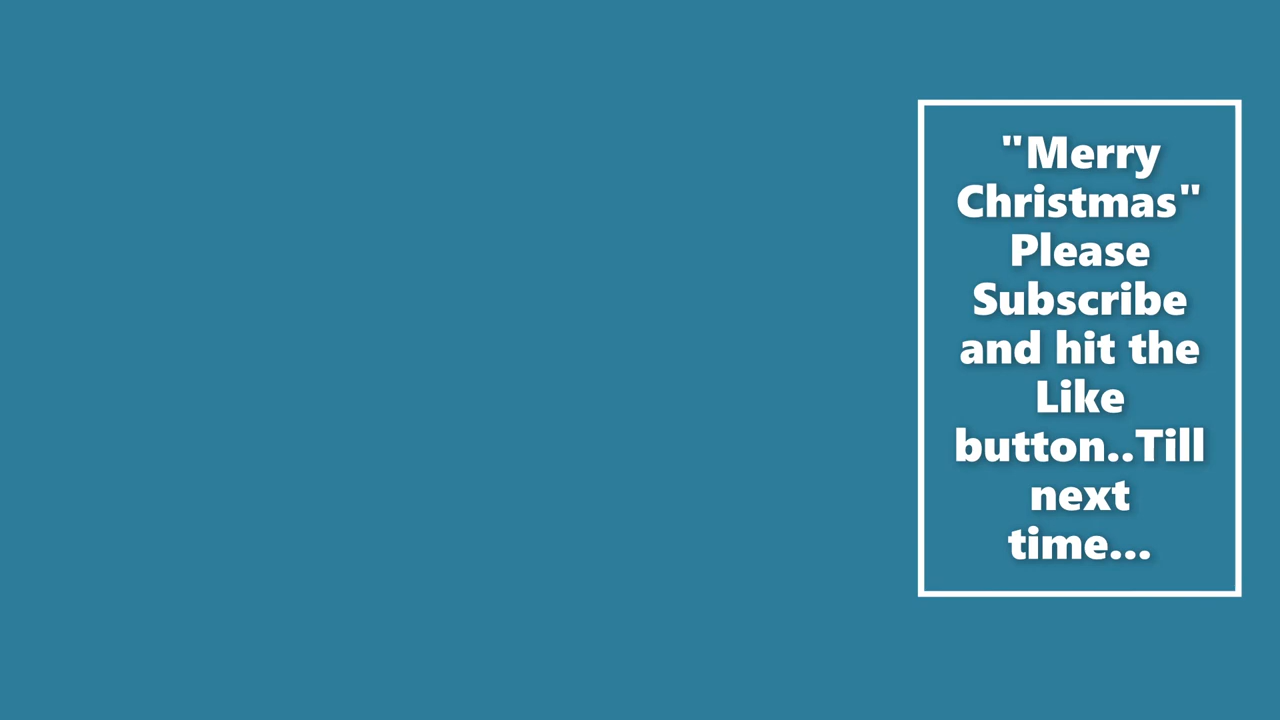 "Merry
Christmas"
Please
Subscribe
and hit the
Like
button..Till
next
time...